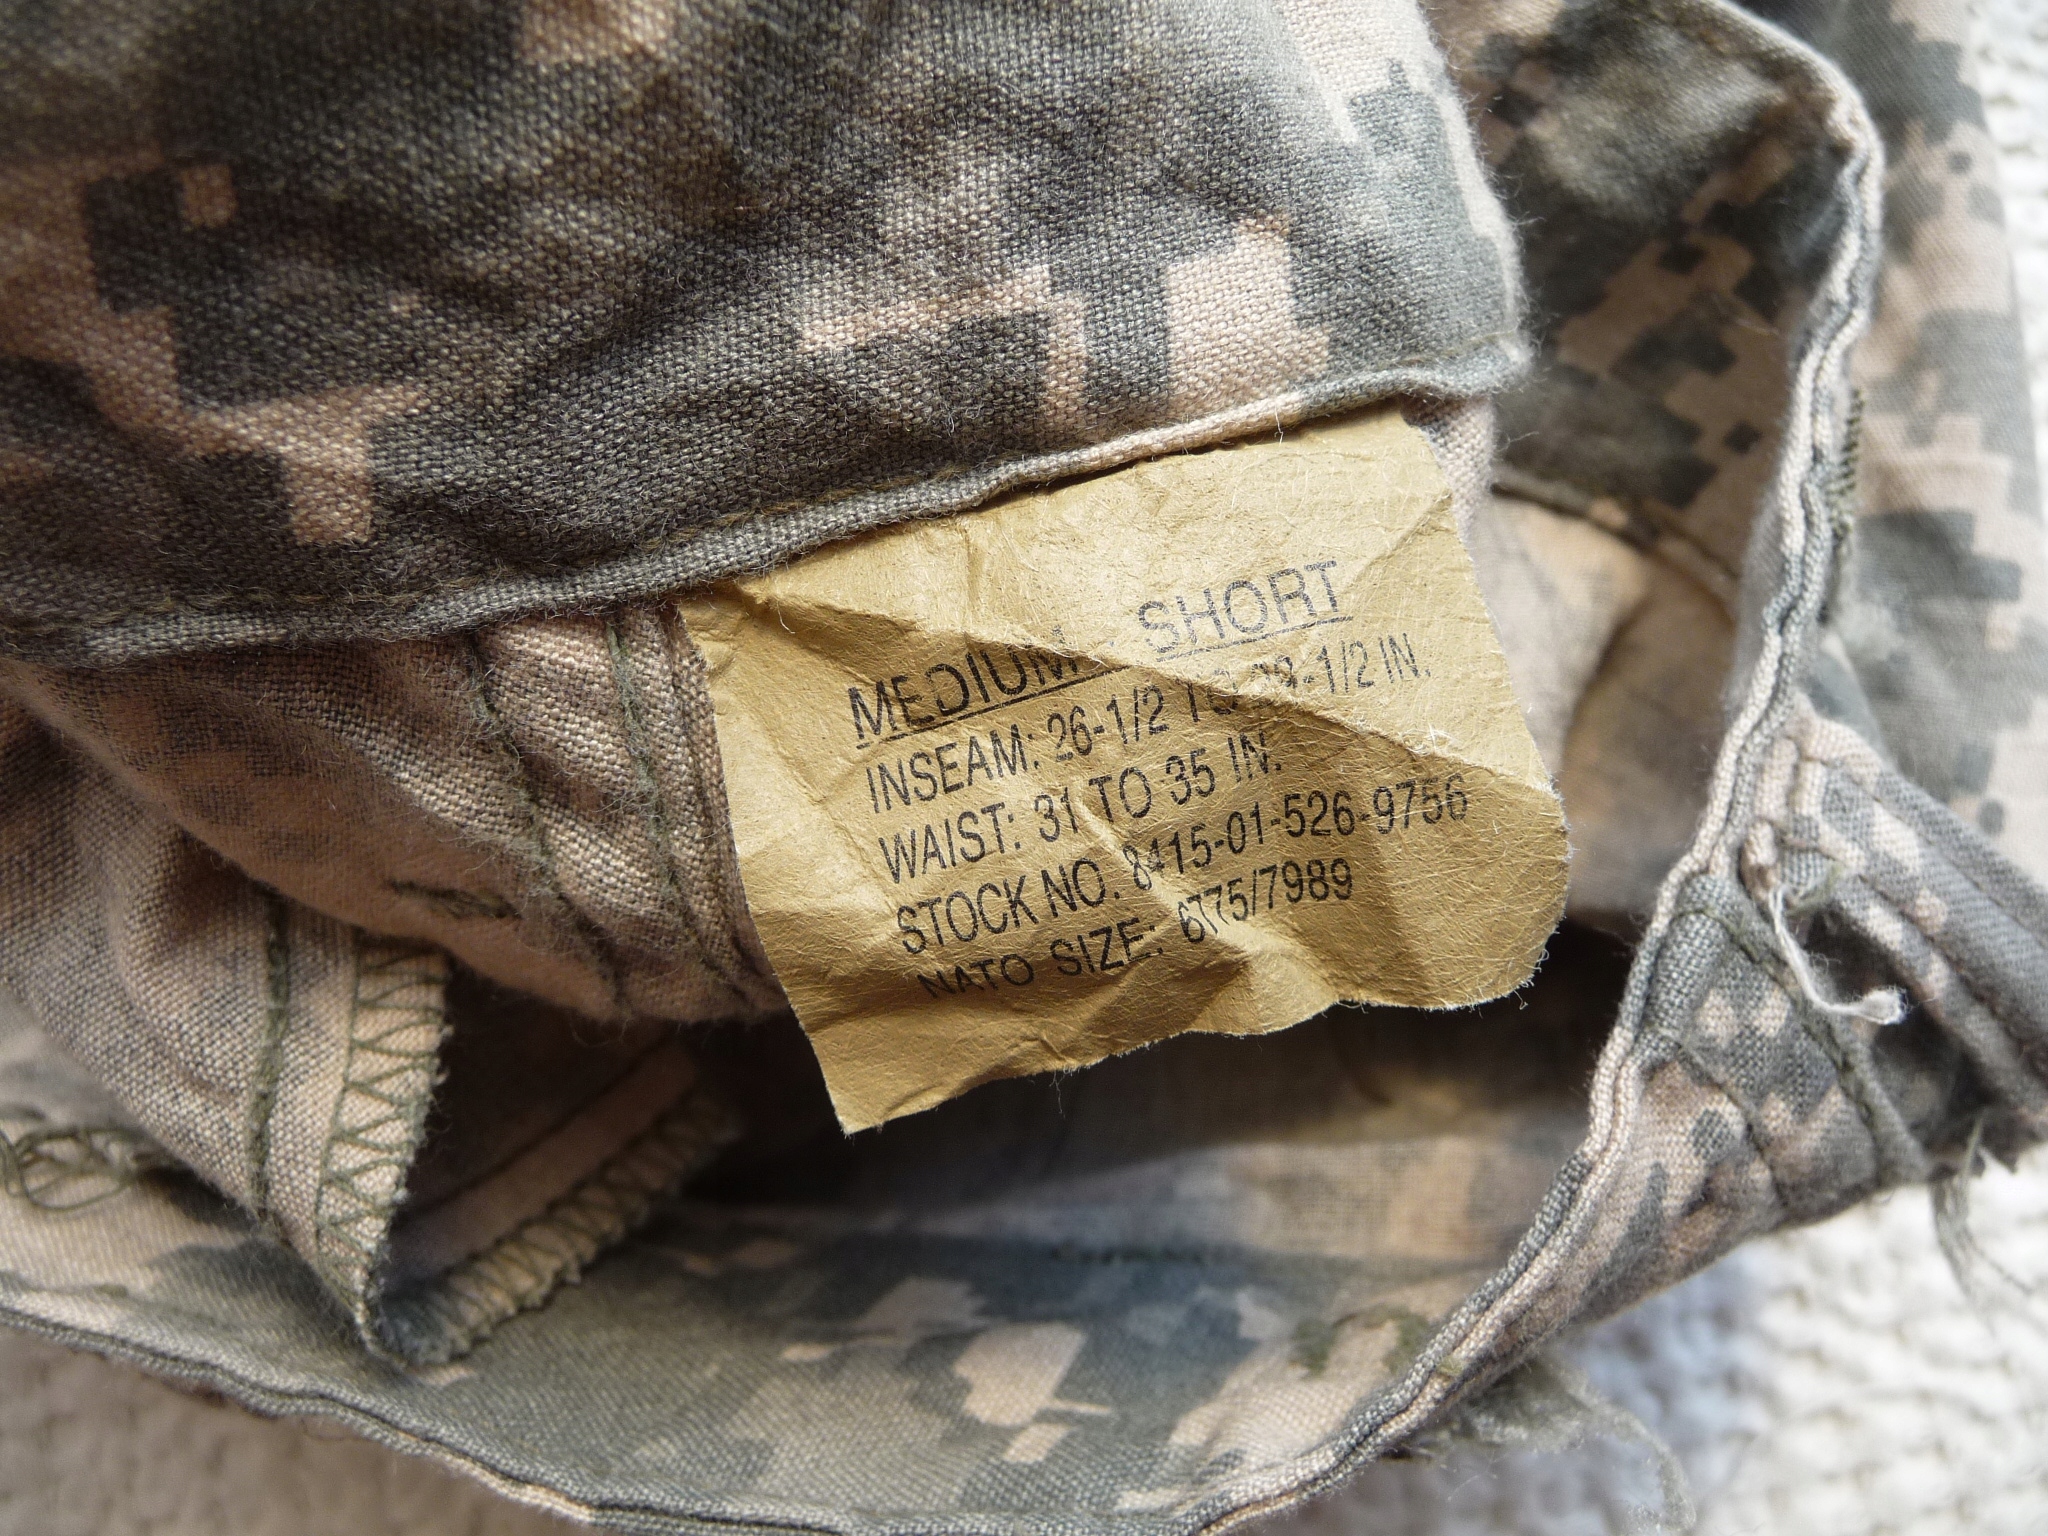 MEDIUM - SHORT
INSEAM: 26-1/2 TO 29-1/2 IN.
WAIST: 31 TO 35 IN.
STOCK NO. 8415-01-526-9756
NATO SIZE: 6775/7989